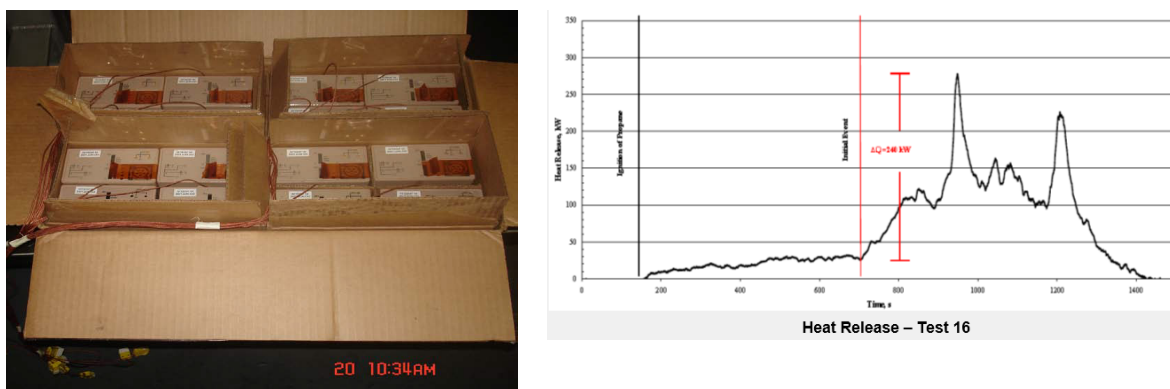 20 10:34AM
350
300
250
200
150
100
50
0
Heat Release, kW
Ignition of Propane
Initial Event
ΔQ=240 kW
200
400
600
800
1000
1200
1400
Time, s
Heat Release – Test 16